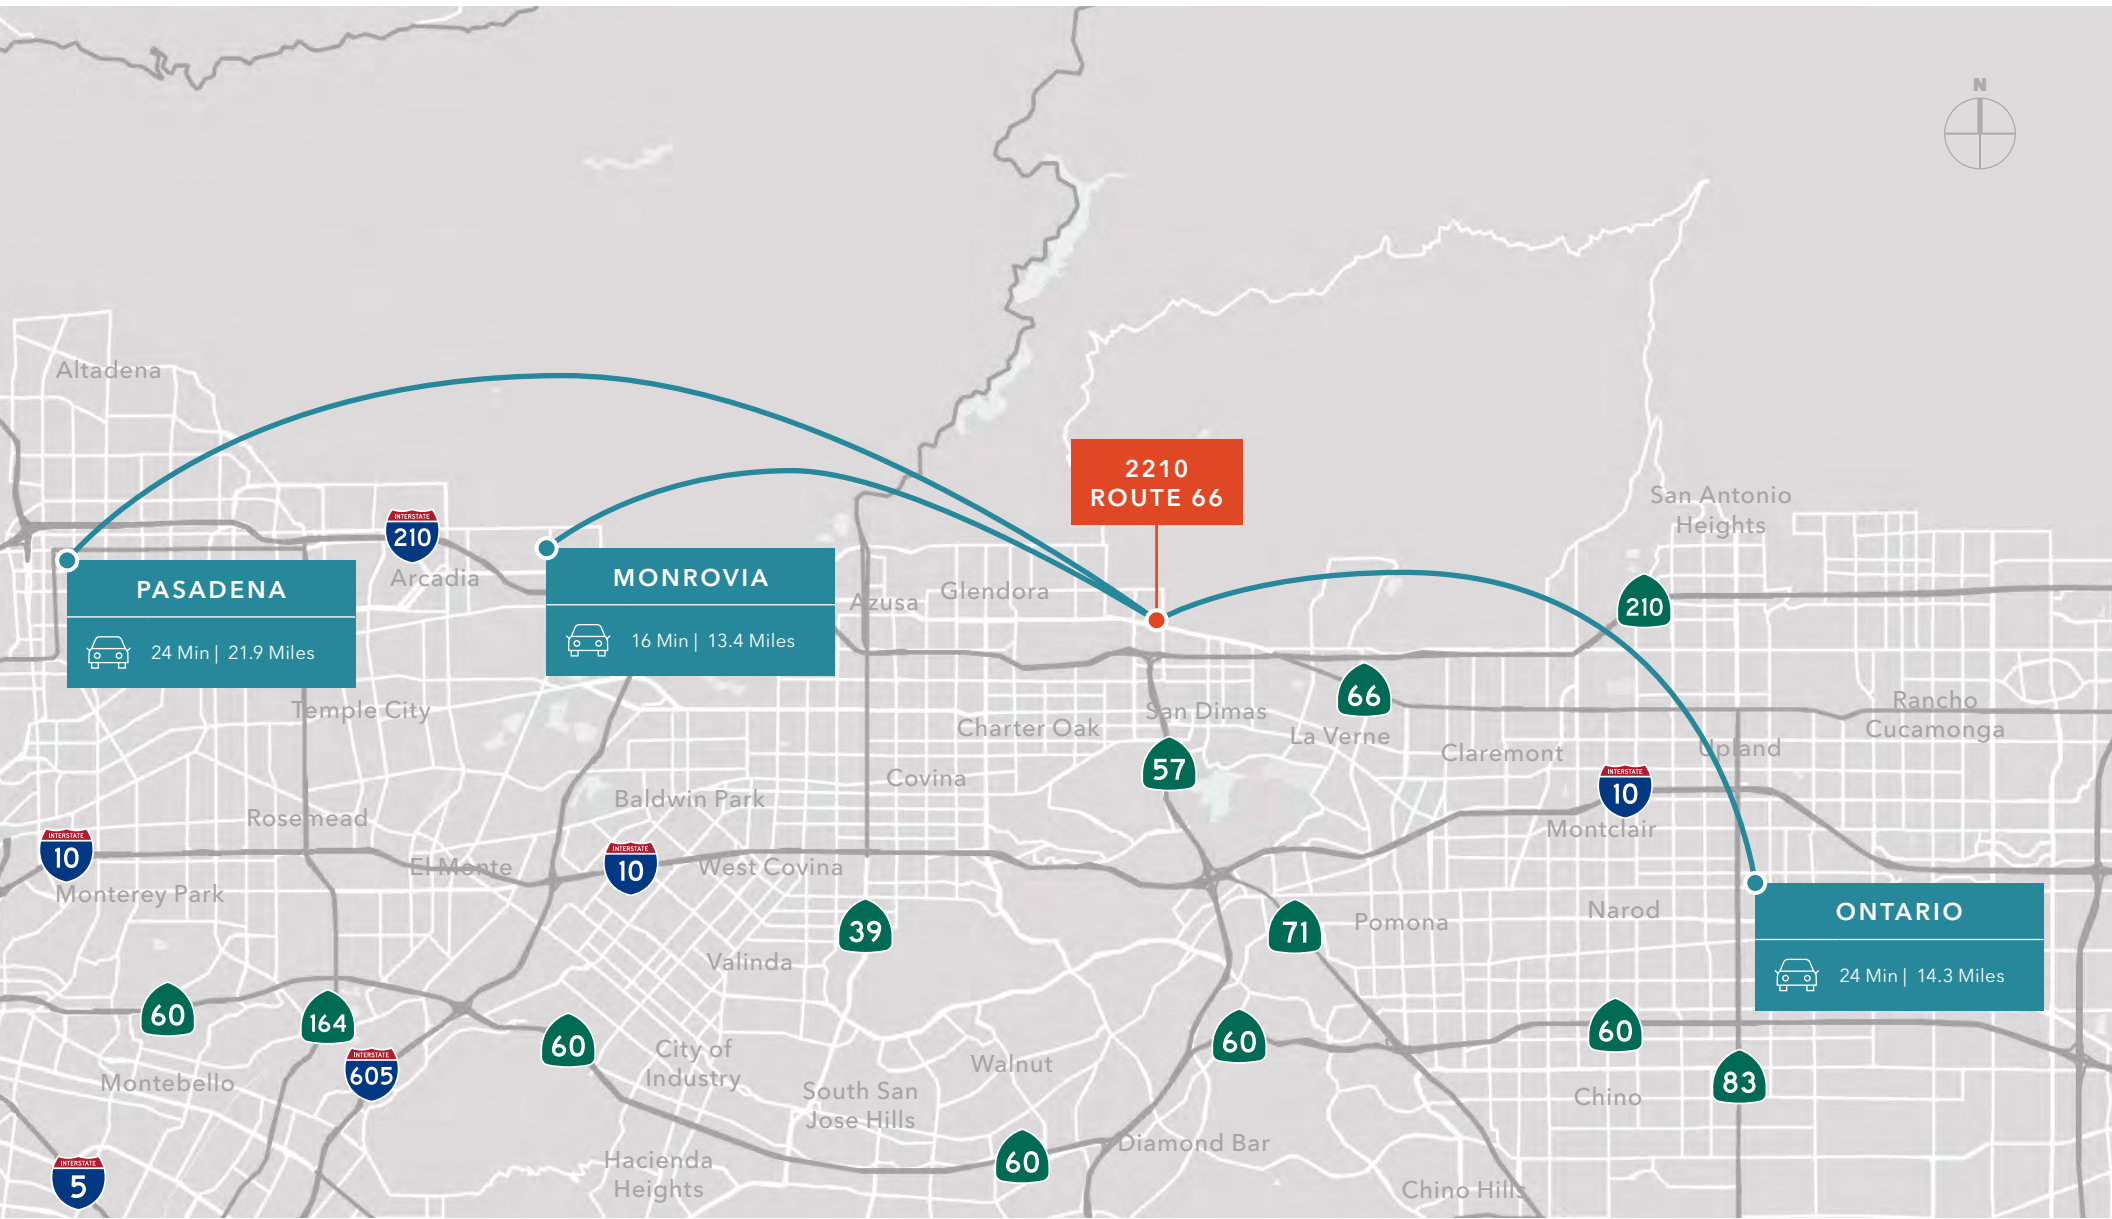 N
Altadena
2210
ROUTE 66
San Antonio
Heights
INTERSTATE
210
Arcadia
PASADENA
24 Min | 21.9 Miles
MONROVIA
16 Min | 13.4 Miles
Azusa
Glendora
210
66
Temple City
Charter Oak
San Dimas
La Verne
Claremont
Upland
Rancho
Cucamonga
57
Covina
Baldwin Park
INTERSTATE
10
Montclair
Rosemead
INTERSTATE
10
El Monte
INTERSTATE
10
West Covina
Monterey Park
39
71
Pomona
Narod
ONTARIO
24 Min | 14.3 Miles
Valinda
60
164
60
60
60
INTERSTATE
605
Montebello
City of
Industry
Walnut
South San
Jose Hills
Chino
83
Diamond Bar
60
Hacienda
Heights
Chino Hills
INTERSTATE
5